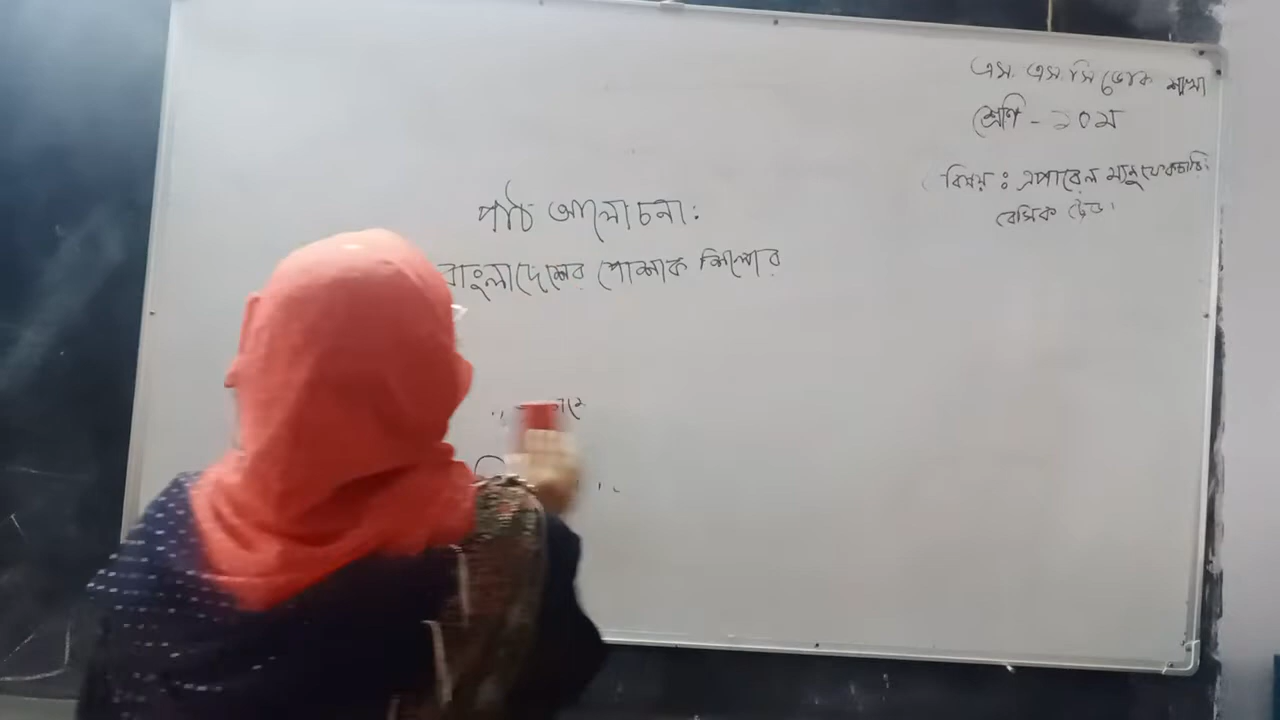 এস. এস. সি ভোক শাখা
শ্রেণি - ১০ম
বিষয় : এপারেল ম্যানুফেকচারিং
বেসিক ট্রেড।
পাঠ আলোচনা :
বাংলাদেশের পোশাক শিল্পের